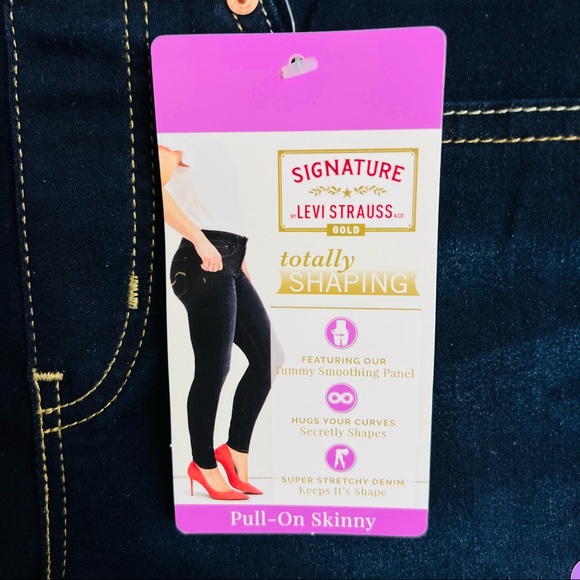 SIGNATURE
BY LEVI STRAUSS & CO
GOLD
totally
SHAPING
FEATURING OUR
Tummy Smoothing Panel
HUGS YOUR CURVES
Secretly Shapes
SUPER STRETCHY DENIM
Keeps It's Shape
Pull-On Skinny